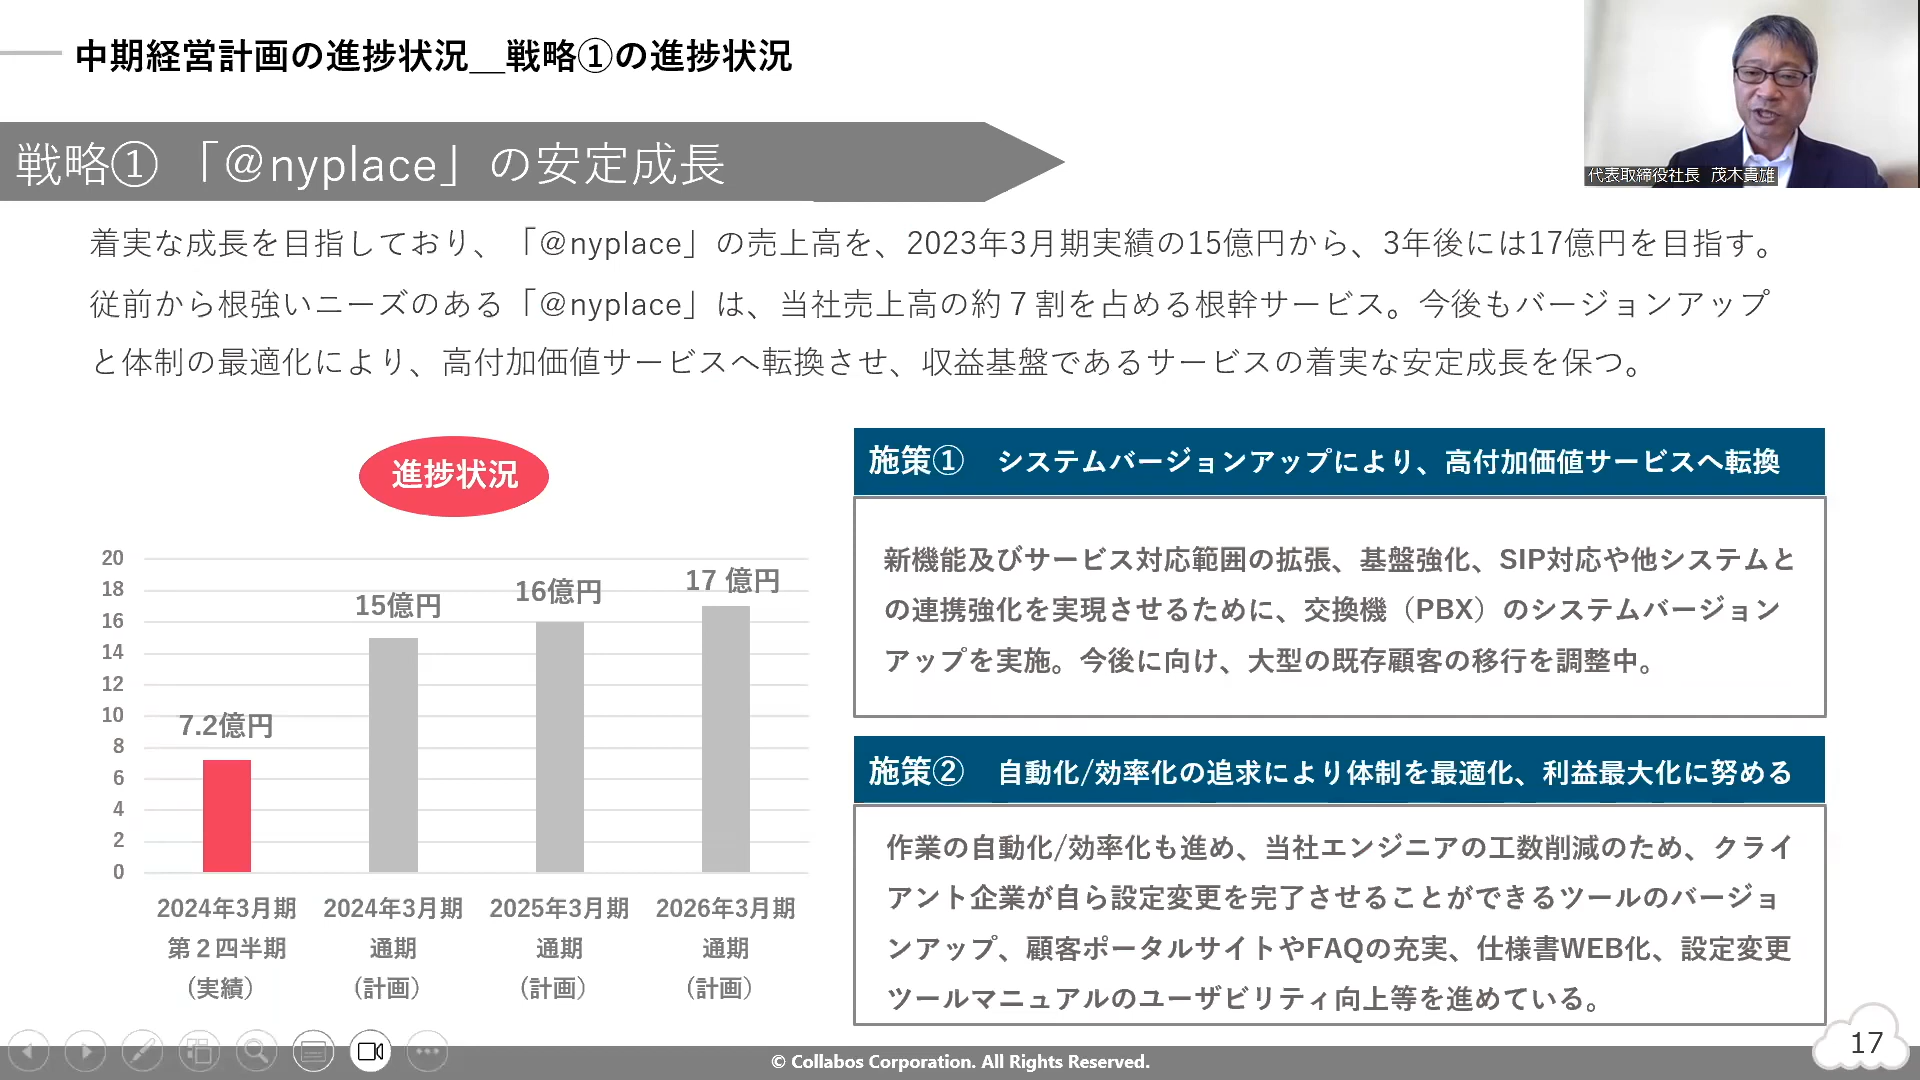 中期経営計画の進捗状況__戦略①の進捗状況
代表取締役社長　茂木貴雄
戦略① 「@nyplace」の安定成長
着実な成長を目指しており、「@nyplace」の売上高を、2023年3月期実績の15億円から、3年後には17億円を目指す。
従前から根強いニーズのある「@nyplace」は、当社売上高の約７割を占める根幹サービス。今後もバージョンアップ
と体制の最適化により、高付加価値サービスへ転換させ、収益基盤であるサービスの着実な安定成長を保つ。
進捗状況
20
18
16
14
12
10
8
6
4
2
0
7.2億円
15億円
16億円
17 億円
2024年3月期
第２四半期
（実績）
2024年3月期
通期
（計画）
2025年3月期
通期
（計画）
2026年3月期
通期
（計画）
施策①　システムバージョンアップにより、高付加価値サービスへ転換
新機能及びサービス対応範囲の拡張、基盤強化、SIP対応や他システムと
の連携強化を実現させるために、交換機（PBX）のシステムバージョン
アップを実施。今後に向け、大型の既存顧客の移行を調整中。
施策②　自動化/効率化の追求により体制を最適化、利益最大化に努める
作業の自動化/効率化も進め、当社エンジニアの工数削減のため、クライ
アント企業が自ら設定変更を完了させることができるツールのバージョ
ンアップ、顧客ポータルサイトやFAQの充実、仕様書WEB化、設定変更
ツールマニュアルのユーザビリティ向上等を進めている。
© Collabos Corporation. All Rights Reserved.
17